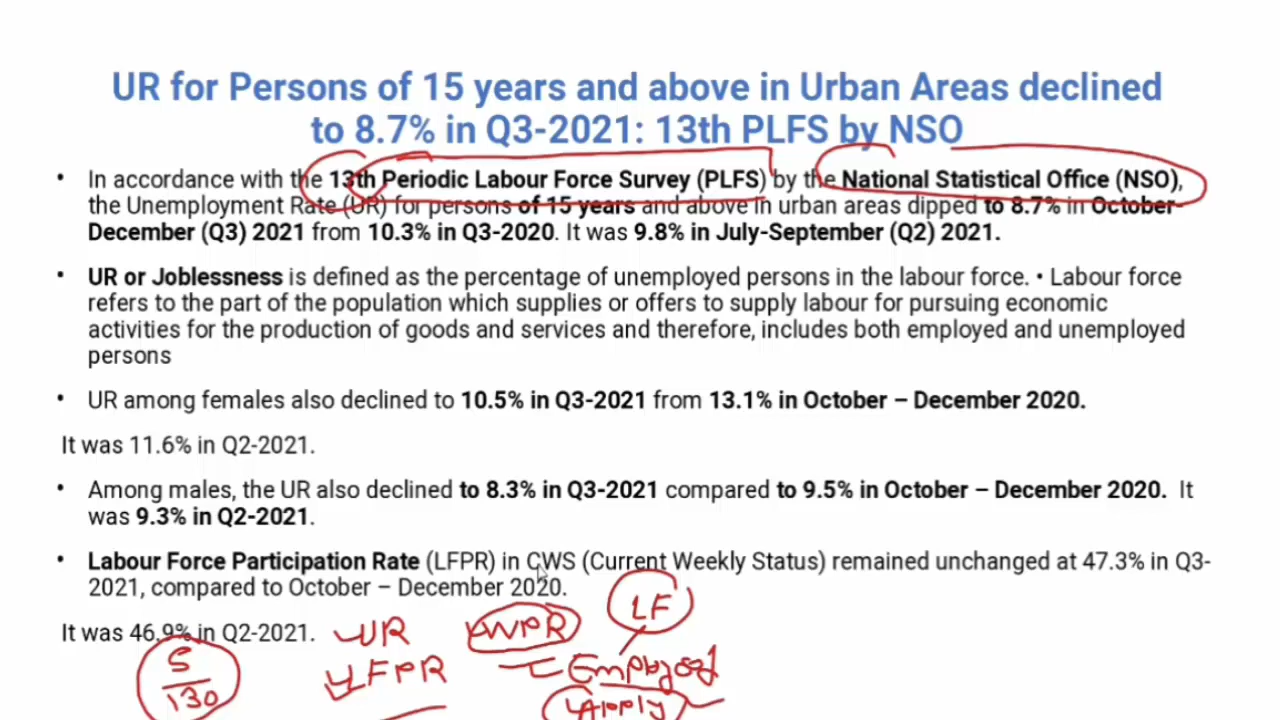 UR for Persons of 15 years and above in Urban Areas declined
to 8.7% in Q3-2021: 13th PLFS by NSO
• In accordance with the 13th Periodic Labour Force Survey (PLFS) by the National Statistical Office (NSO),
the Unemployment Rate (UR) for persons of 15 years and above in urban areas dipped to 8.7% in October-
December (Q3) 2021 from 10.3% in Q3-2020. It was 9.8% in July-September (Q2) 2021.
• UR or Joblessness is defined as the percentage of unemployed persons in the labour force. • Labour force
refers to the part of the population which supplies or offers to supply labour for pursuing economic
activities for the production of goods and services and therefore, includes both employed and unemployed
persons
• UR among females also declined to 10.5% in Q3-2021 from 13.1% in October – December 2020.
It was 11.6% in Q2-2021.
• Among males, the UR also declined to 8.3% in Q3-2021 compared to 9.5% in October – December 2020. It
was 9.3% in Q2-2021.
• Labour Force Participation Rate (LFPR) in CWS (Current Weekly Status) remained unchanged at 47.3% in Q3-
2021, compared to October – December 2020.
It was 46.9% in Q2-2021.
UR WPR LF
LFPR Employed
5
130
Apply